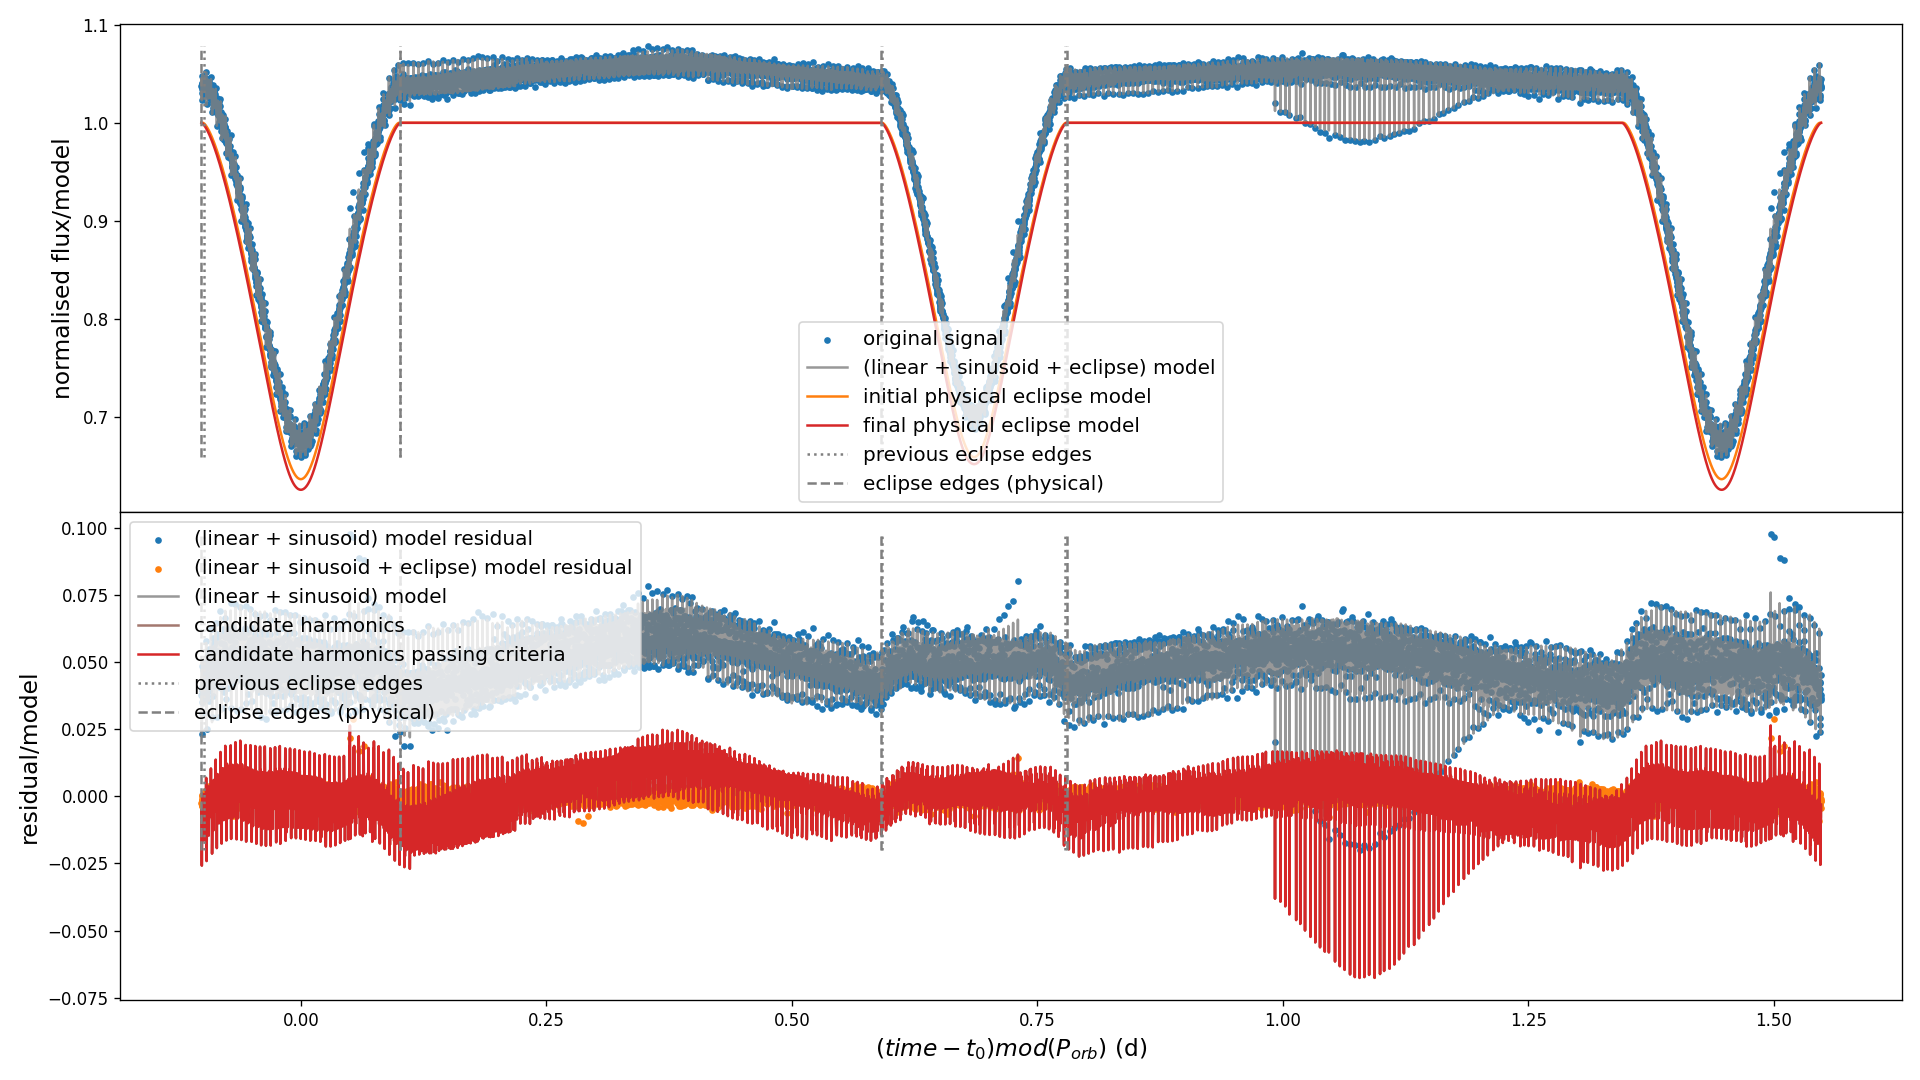 1.1
1.0
0.9
0.8
0.7
normalised flux/model
original signal
(linear + sinusoid + eclipse) model
initial physical eclipse model
final physical eclipse model
previous eclipse edges
eclipse edges (physical)
0.100
0.075
0.050
0.025
0.000
−0.025
−0.050
−0.075
residual/model
(linear + sinusoid) model residual
(linear + sinusoid + eclipse) model residual
(linear + sinusoid) model
candidate harmonics
candidate harmonics passing criteria
previous eclipse edges
eclipse edges (physical)
0.00 0.25 0.50 0.75 1.00 1.25 1.50
(time − t₀)mod(P_orb) (d)